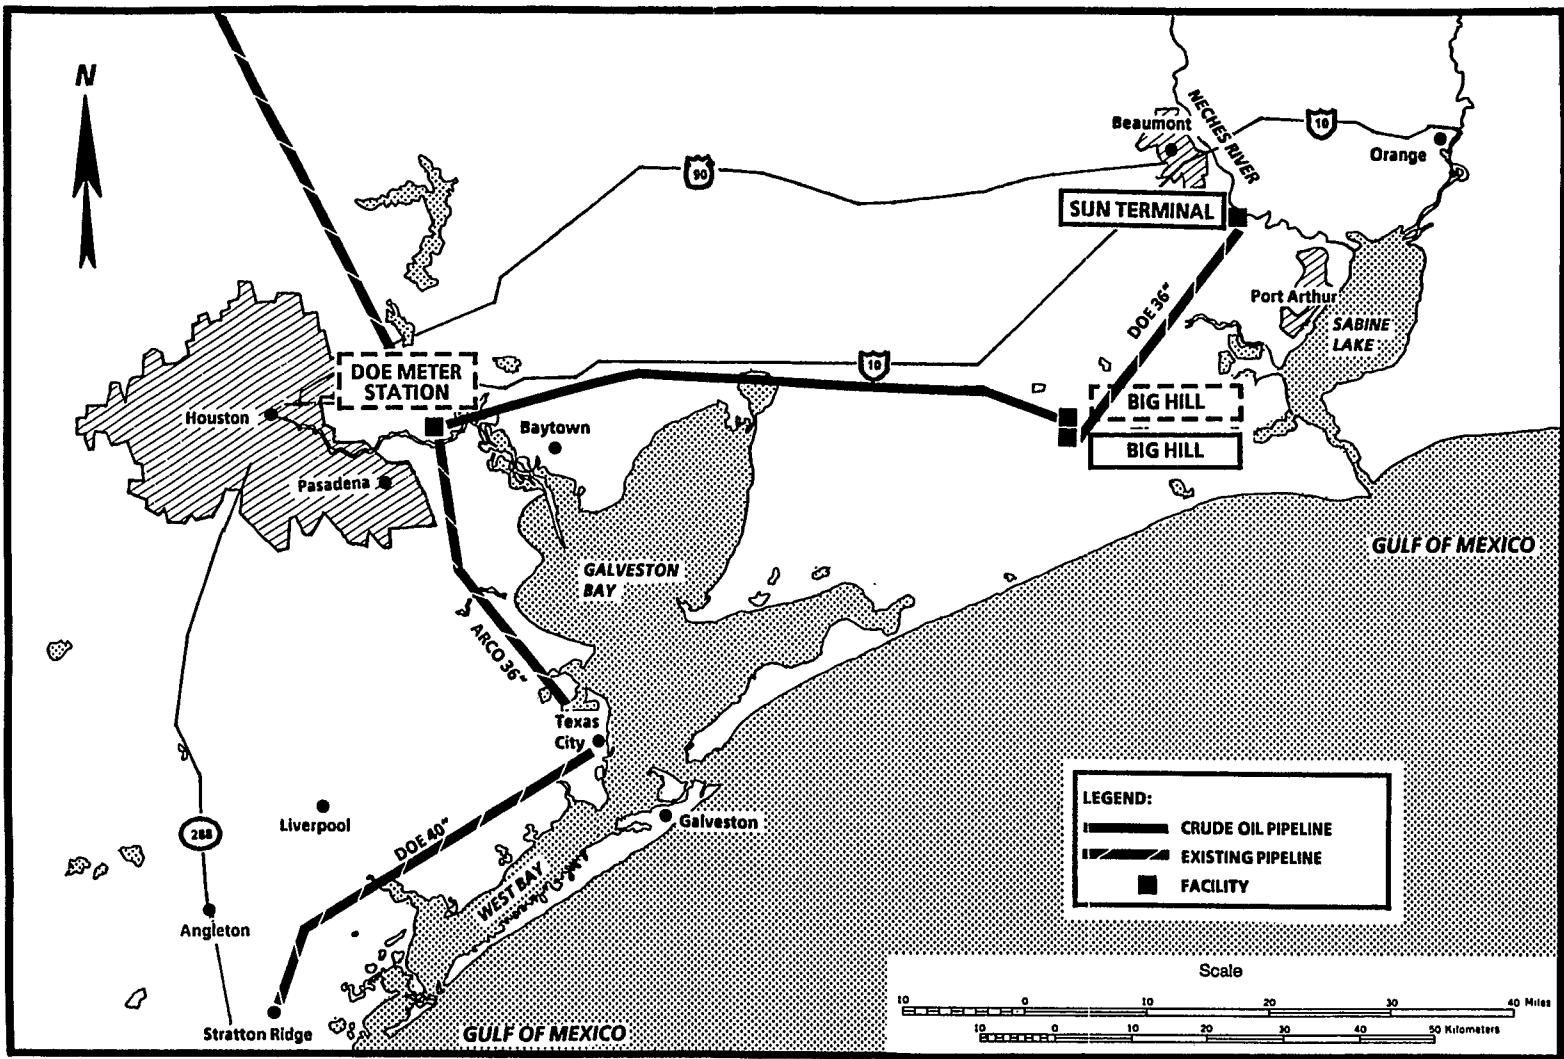 N
90
Beaumont
NECHES RIVER
10
Orange
SUN TERMINAL
DOE 36"
Port Arthur
SABINE
LAKE
DOE METER
STATION
10
Houston
Baytown
BIG HILL
BIG HILL
Pasadena
GULF OF MEXICO
GALVESTON
BAY
ARCO 36"
Texas
City
LEGEND:
CRUDE OIL PIPELINE
EXISTING PIPELINE
FACILITY
Liverpool
288
DOE 40"
Galveston
WEST BAY
Angleton
Stratton Ridge
GULF OF MEXICO
Scale
10 0 10 20 30 40 Miles
10 0 10 20 30 40 50 Kilometers